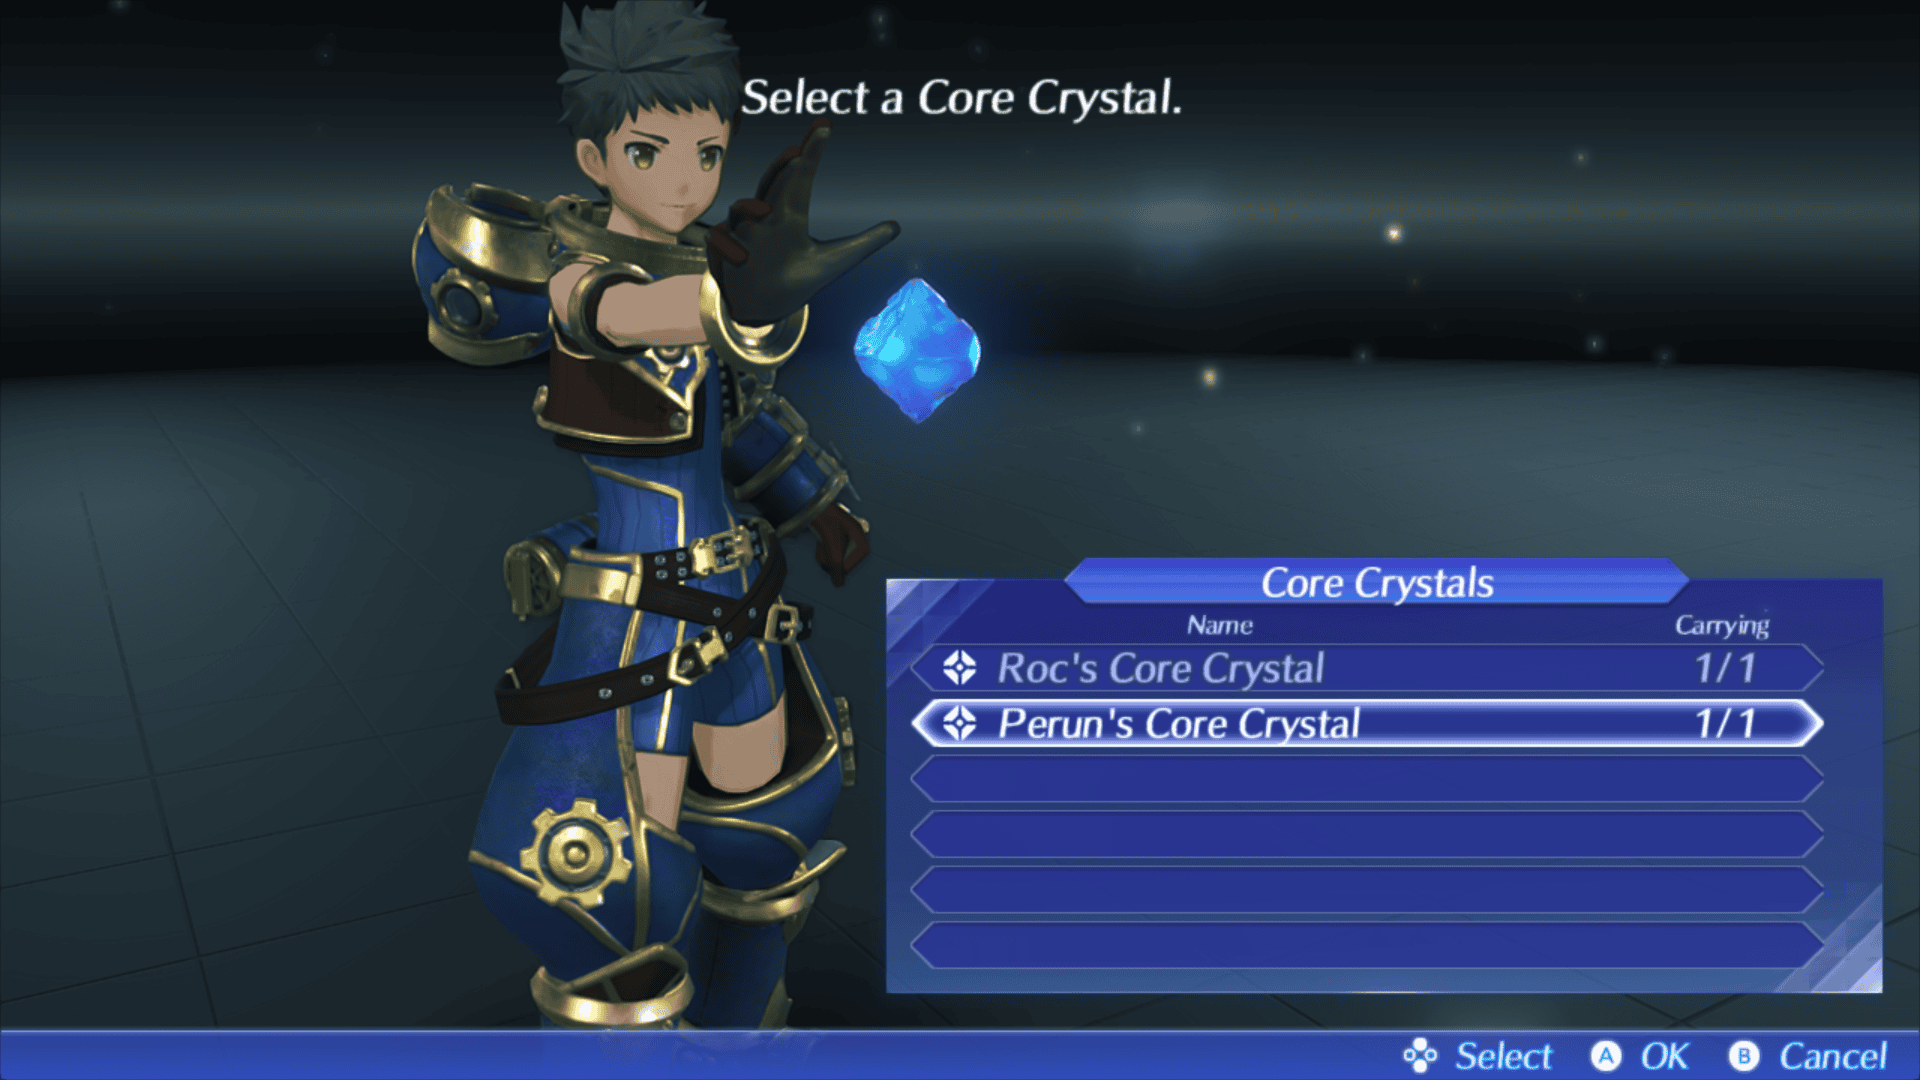 Select a Core Crystal.
Core Crystals
Name Carrying
Roc's Core Crystal 1/1
Perun's Core Crystal 1/1
Select A OK B Cancel